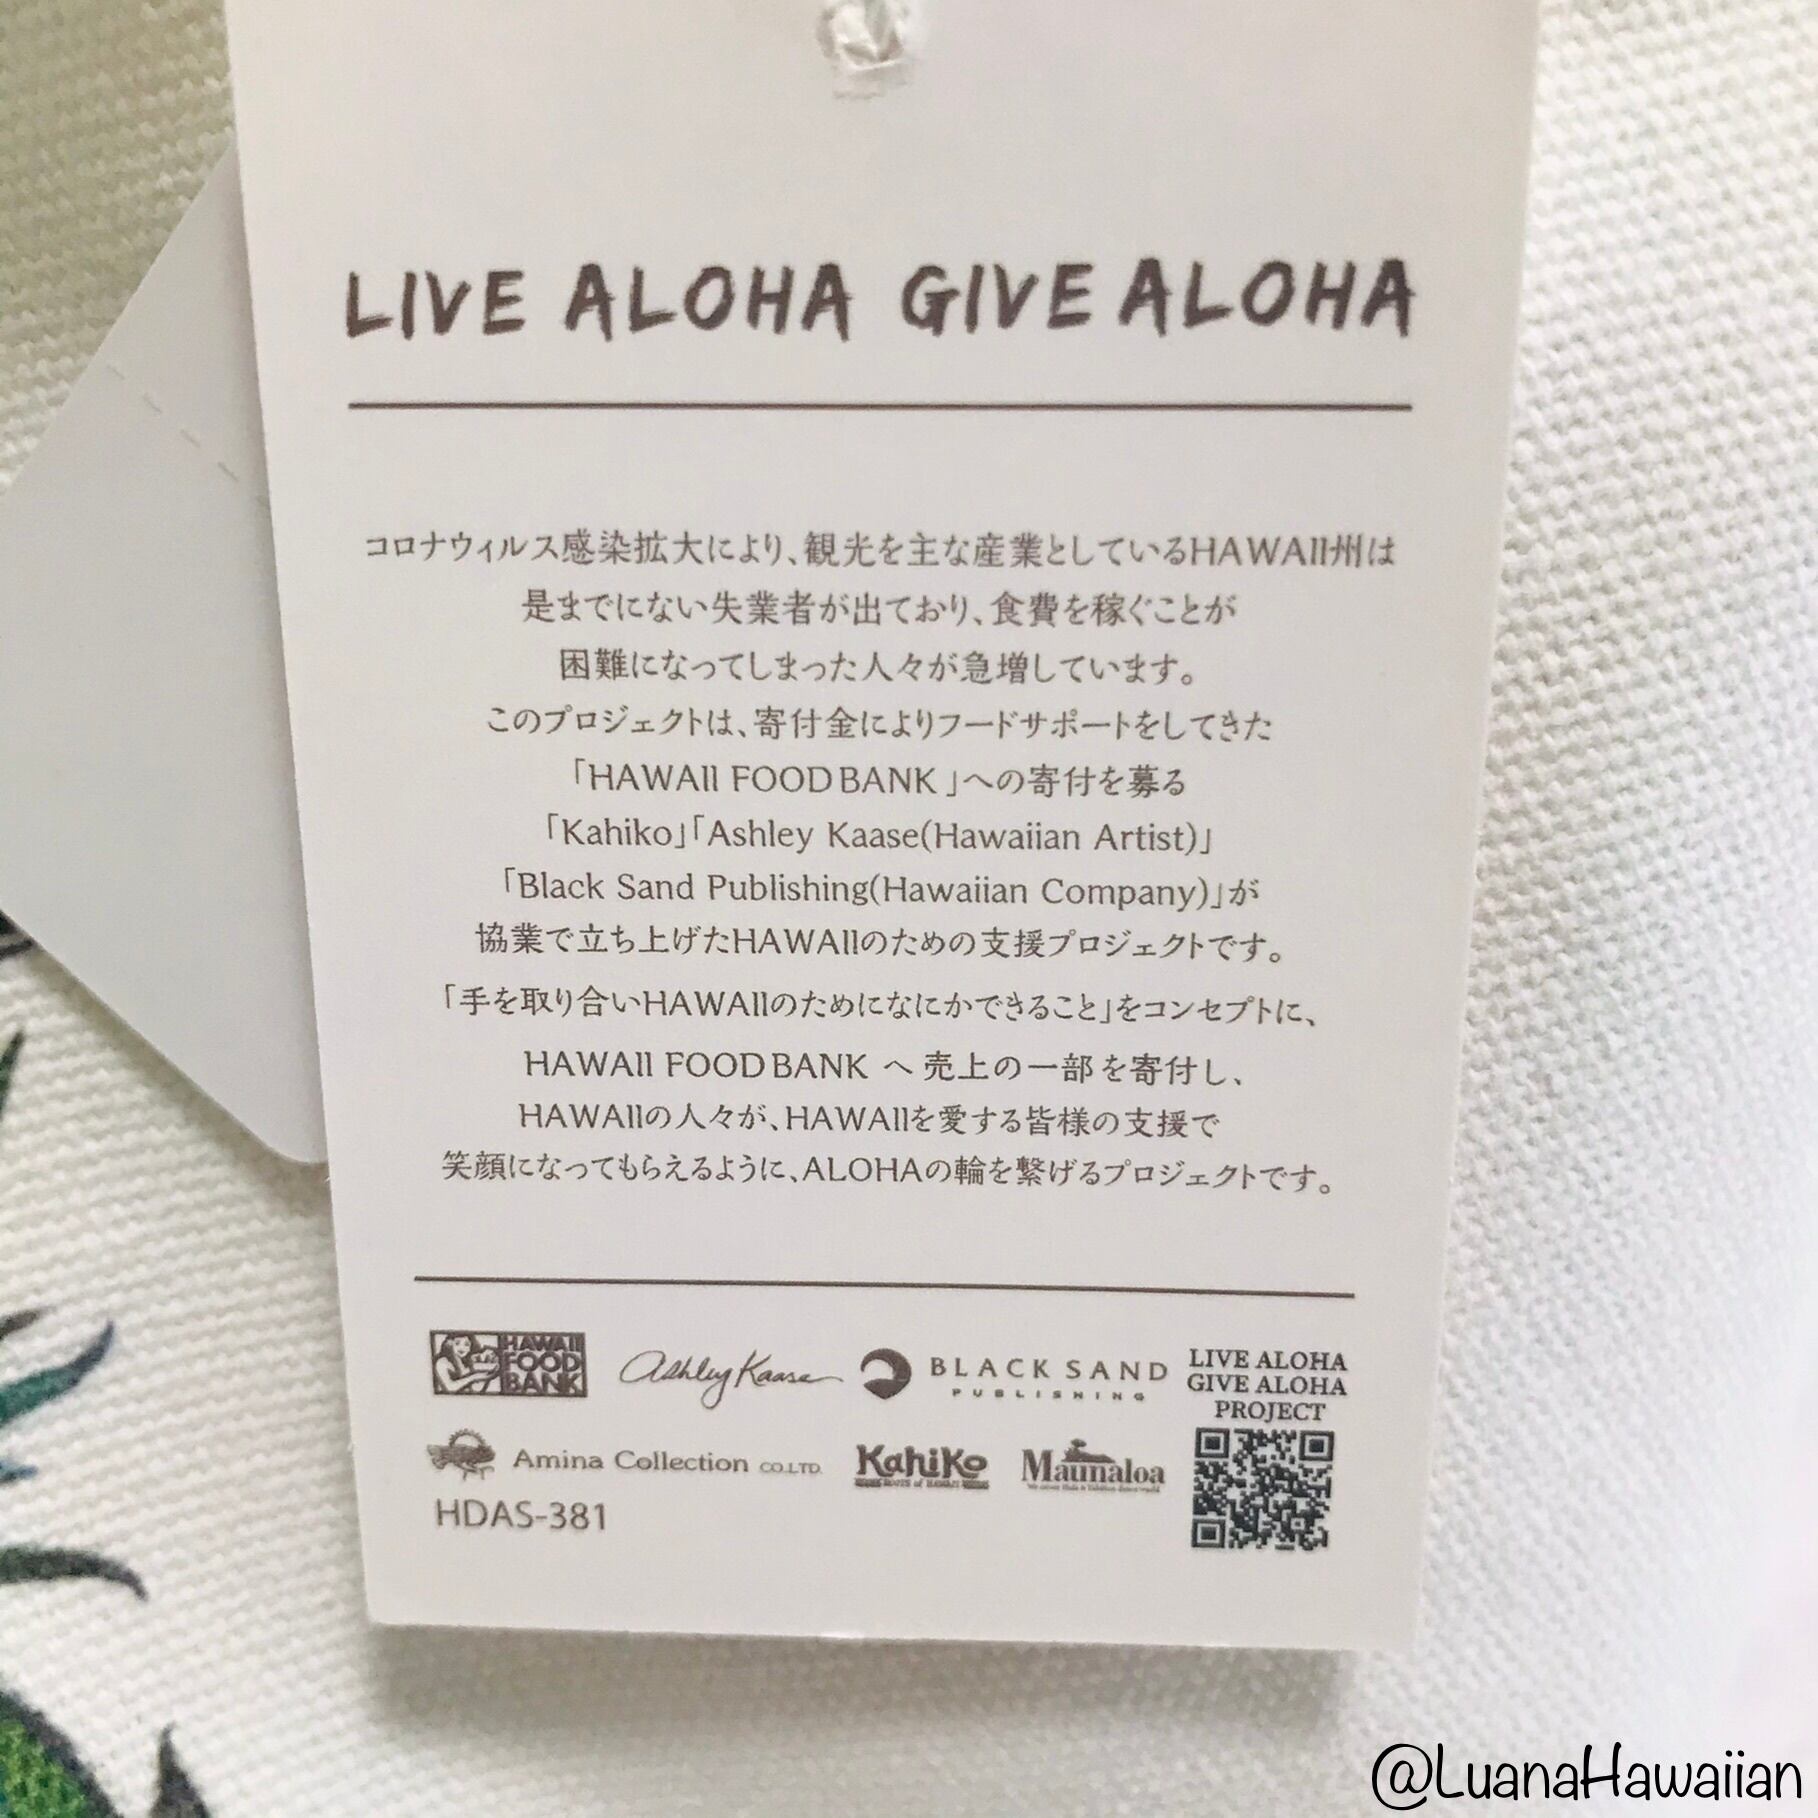 LIVE ALOHA GIVE ALOHA
コロナウィルス感染拡大により、観光を主な産業としているHAWAII州は
是までにない失業者が出ており、食費を稼ぐことが
困難になってしまった人々が急増しています。
このプロジェクトは、寄付金によりフードサポートをしてきた
「HAWAII FOOD BANK」への寄付を募る
「Kahiko」「Ashley Kaase(Hawaiian Artist)」
「Black Sand Publishing(Hawaiian Company)」が
協業で立ち上げたHAWAIIのための支援プロジェクトです。
「手を取り合いHAWAIIのためになにかできること」をコンセプトに、
HAWAII FOOD BANK へ 売上の一部を寄付し、
HAWAIIの人々が、HAWAIIを愛する皆様の支援で
笑顔になってもらえるように、ALOHAの輪を繋げるプロジェクトです。
HAWAII
FOOD
BANK
Ashley Kaase
BLACK SAND
PUBLISHING
LIVE ALOHA
GIVE ALOHA
PROJECT
Amina Collection CO.LTD.
KahiKo
ROOTS of HAWAII
Maunaloa
HDAS-381
@LuanaHawaiian